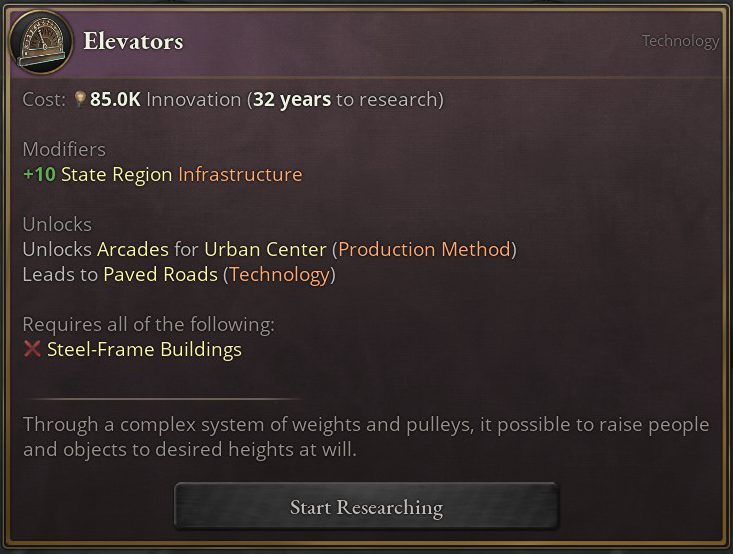 Elevators
Technology
Cost: 85.0K Innovation (32 years to research)
Modifiers
+10 State Region Infrastructure
Unlocks
Unlocks Arcades for Urban Center (Production Method)
Leads to Paved Roads (Technology)
Requires all of the following:
Steel-Frame Buildings
Through a complex system of weights and pulleys, it possible to raise people
and objects to desired heights at will.
Start Researching